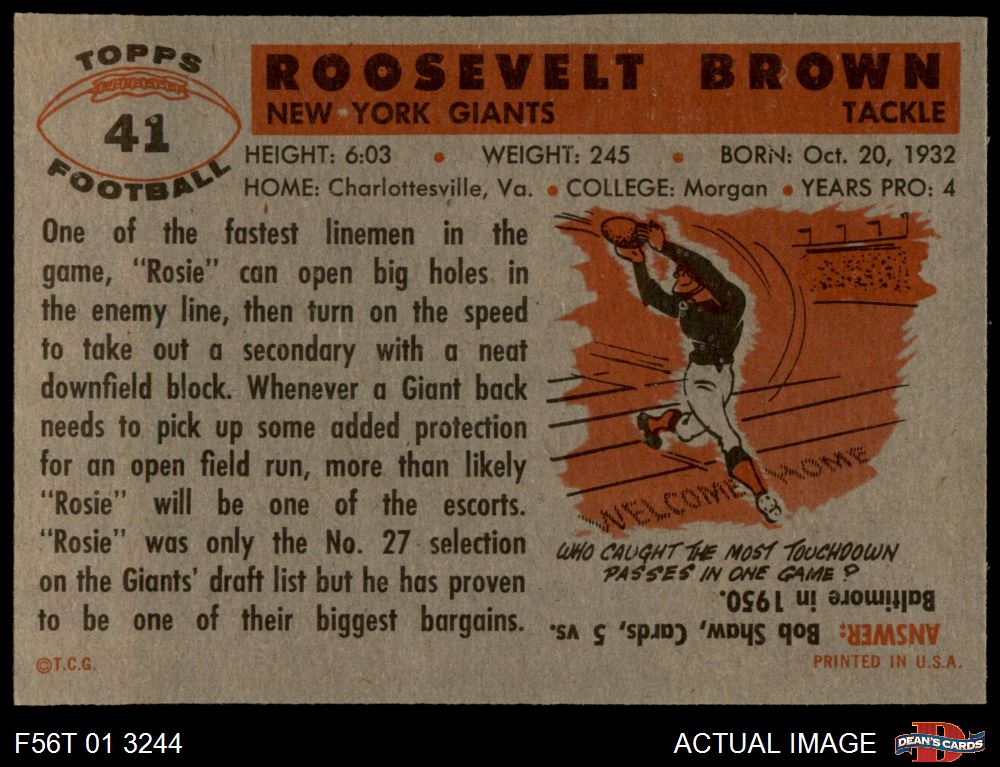 TOPPS
41
FOOTBALL
ROOSEVELT BROWN
NEW YORK GIANTS TACKLE
HEIGHT: 6:03 • WEIGHT: 245 • BORN: Oct. 20, 1932
HOME: Charlottesville, Va. • COLLEGE: Morgan • YEARS PRO: 4
One of the fastest linemen in the
game, "Rosie" can open big holes in
the enemy line, then turn on the speed
to take out a secondary with a neat
downfield block. Whenever a Giant back
needs to pick up some added protection
for an open field run, more than likely
"Rosie" will be one of the escorts.
"Rosie" was only the No. 27 selection
on the Giants' draft list but he has proven
to be one of their biggest bargains.
WELCOME HOME
WHO CAUGHT THE MOST TOUCHDOWN
PASSES IN ONE GAME?
ANSWER: Bob Shaw, Cards, 5 vs.
Baltimore in 1950.
©T.C.G.
PRINTED IN U.S.A.
F56T 01 3244
ACTUAL IMAGE
D
DEAN'S CARDS